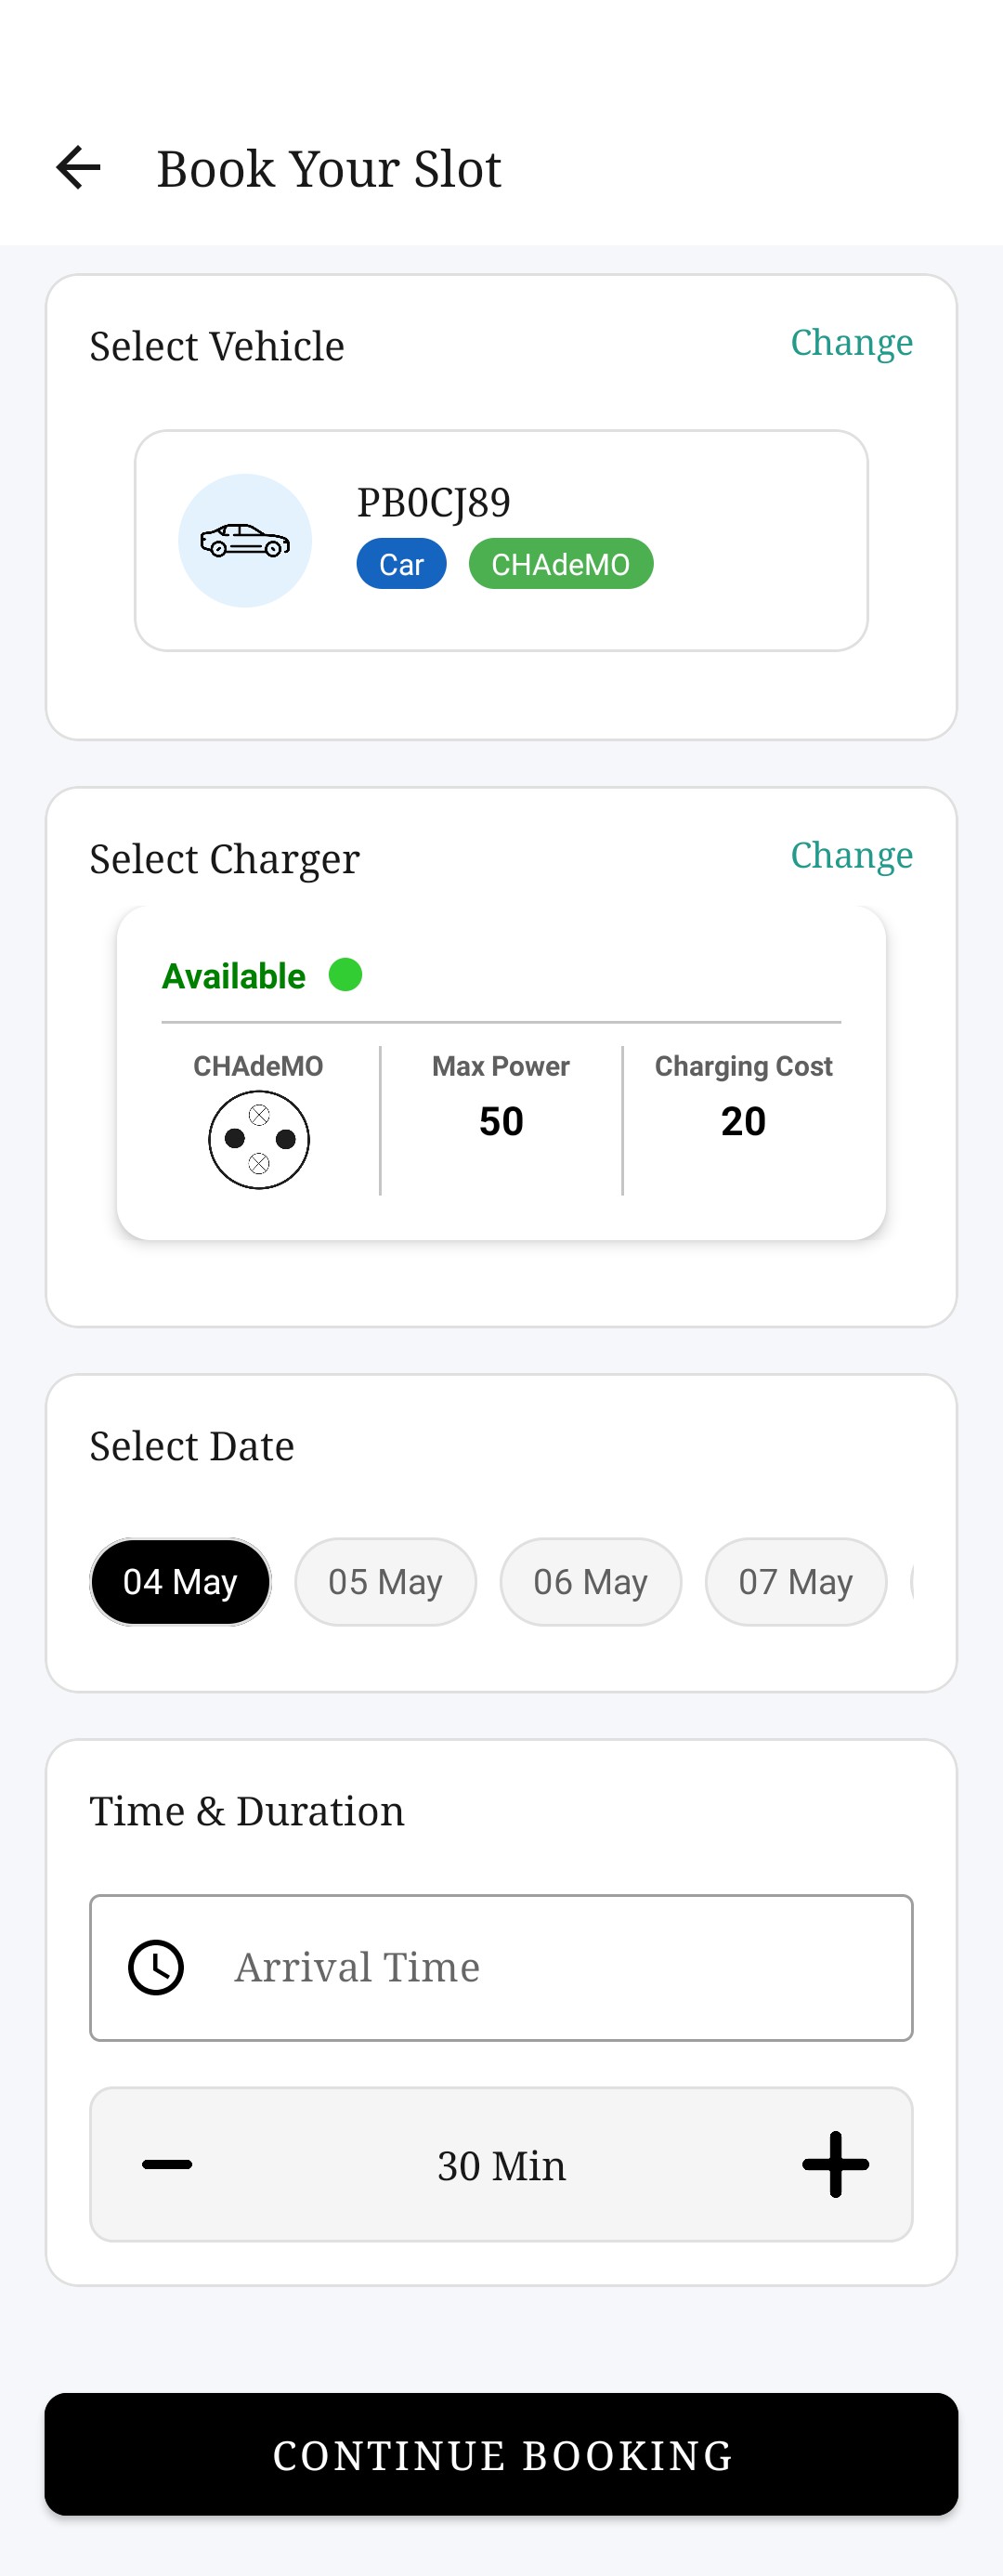 Book Your Slot
Select Vehicle
Change
PB0CJ89
Car
CHAdeMO
Select Charger
Change
Available
CHAdeMO
Max Power
50
Charging Cost
20
Select Date
04 May
05 May
06 May
07 May
Time & Duration
Arrival Time
30 Min
CONTINUE BOOKING